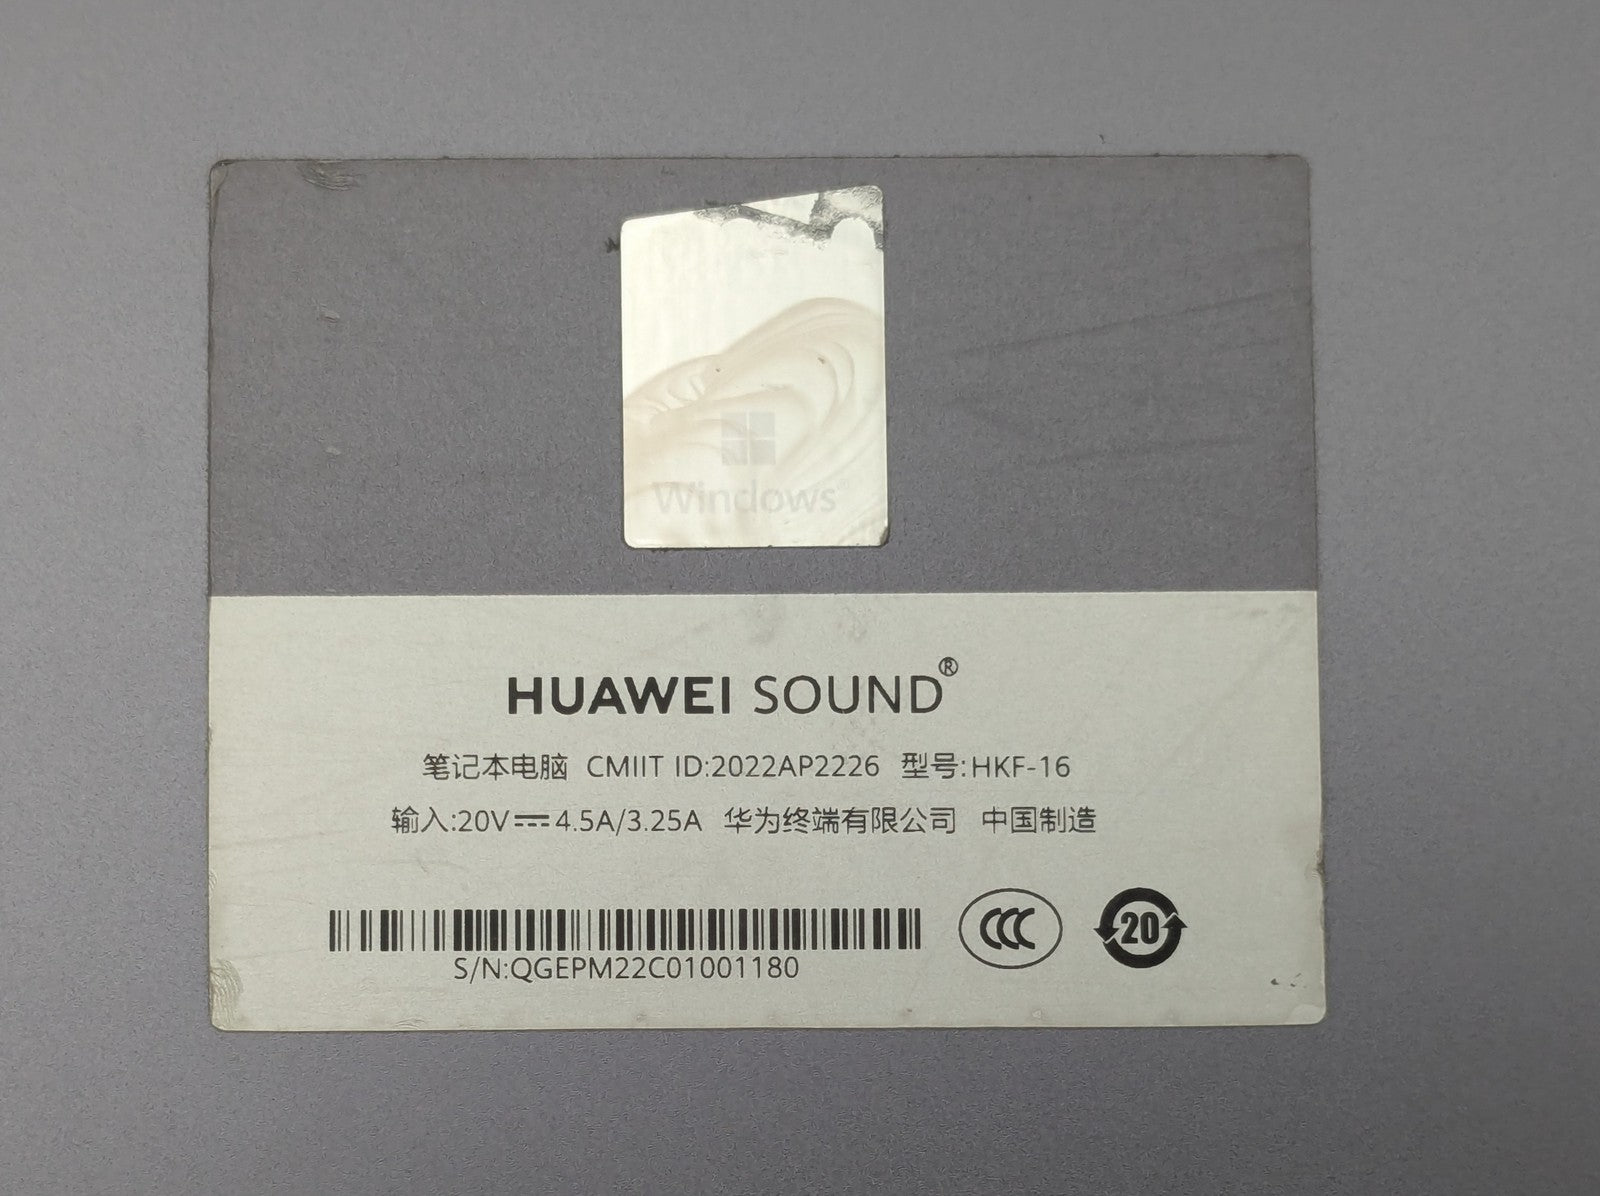 Windows®
HUAWEI SOUND®
笔记本电脑 CMIIT ID:2022AP2226 型号:HKF-16
输入:20V⎓4.5A/3.25A 华为终端有限公司 中国制造
CCC 20
S/N:QGEPM22C01001180